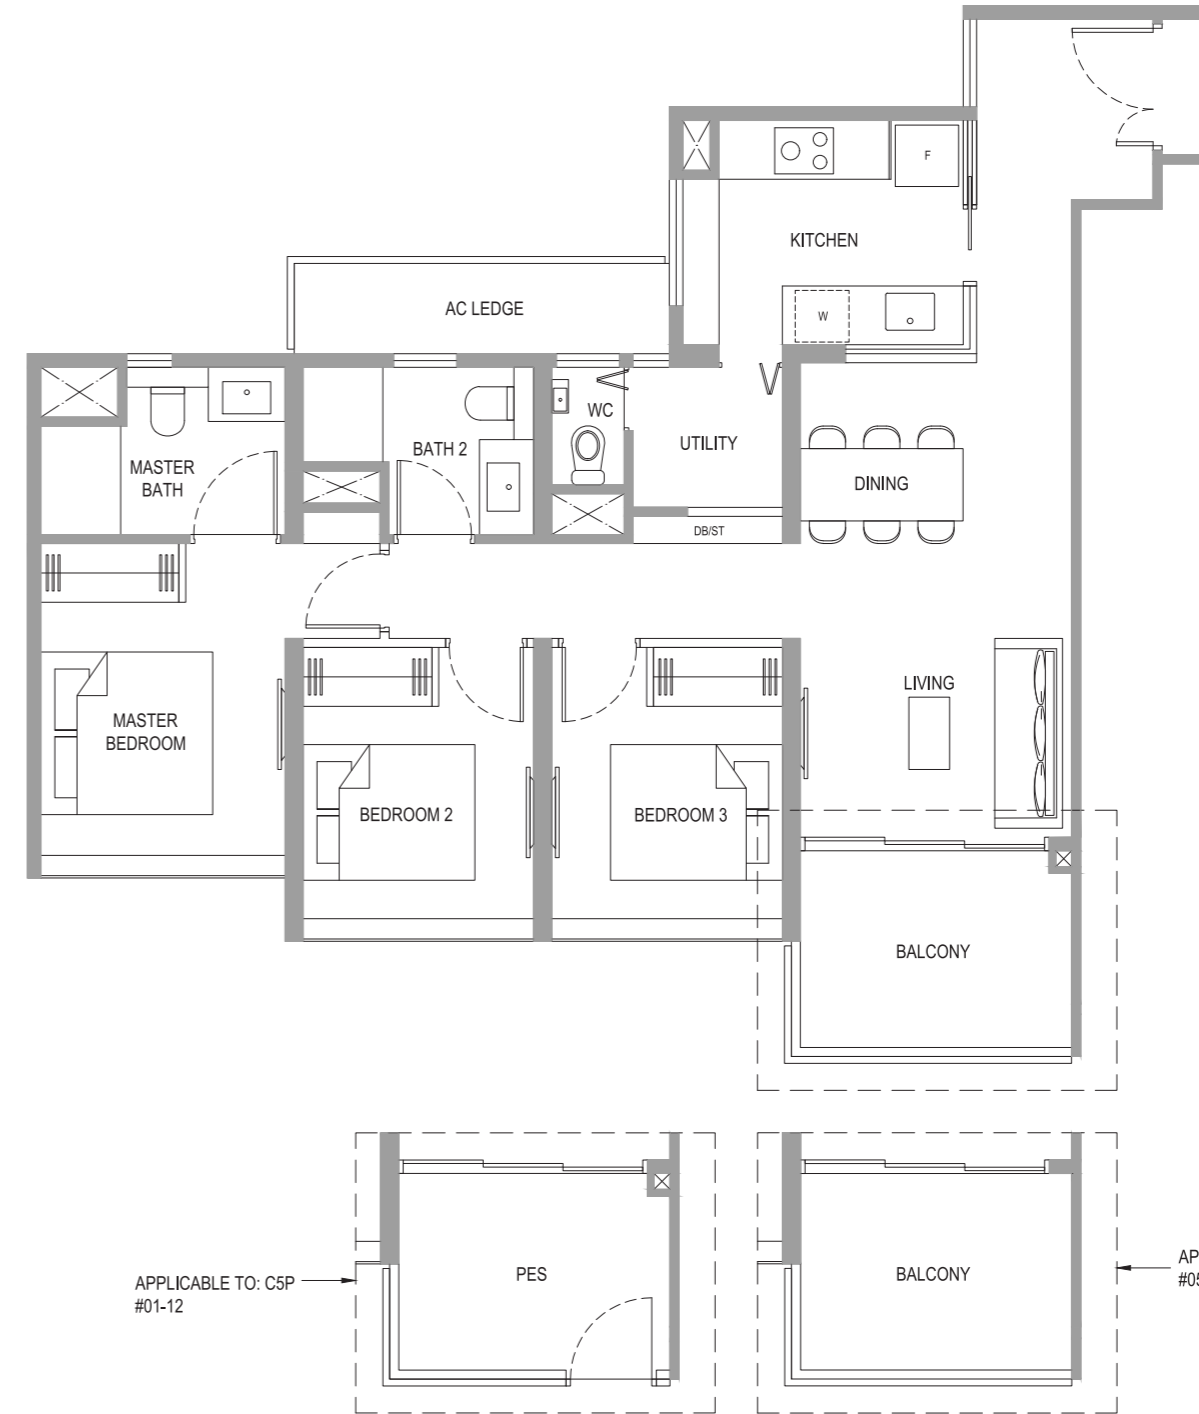 F
KITCHEN
AC LEDGE
W
WC
MASTER
BATH
BATH 2
UTILITY
DINING
DB/ST
LIVING
MASTER
BEDROOM
BEDROOM 2
BEDROOM 3
BALCONY
APPLICABLE TO: C5P
#01-12
PES
BALCONY